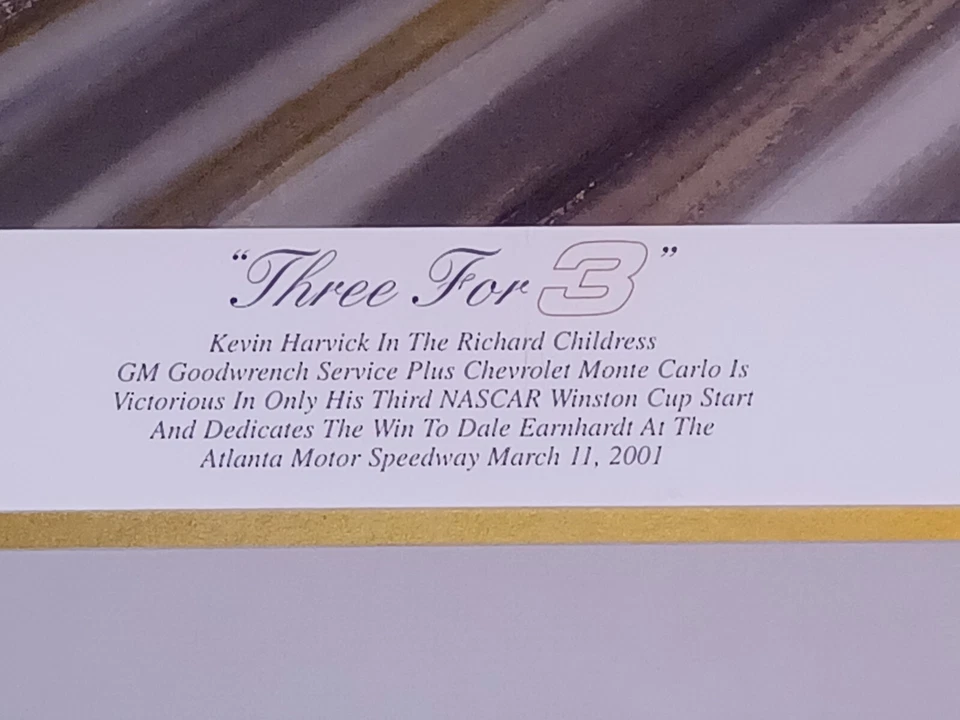 "Three For 3"
Kevin Harvick In The Richard Childress
GM Goodwrench Service Plus Chevrolet Monte Carlo Is
Victorious In Only His Third NASCAR Winston Cup Start
And Dedicates The Win To Dale Earnhardt At The
Atlanta Motor Speedway March 11, 2001